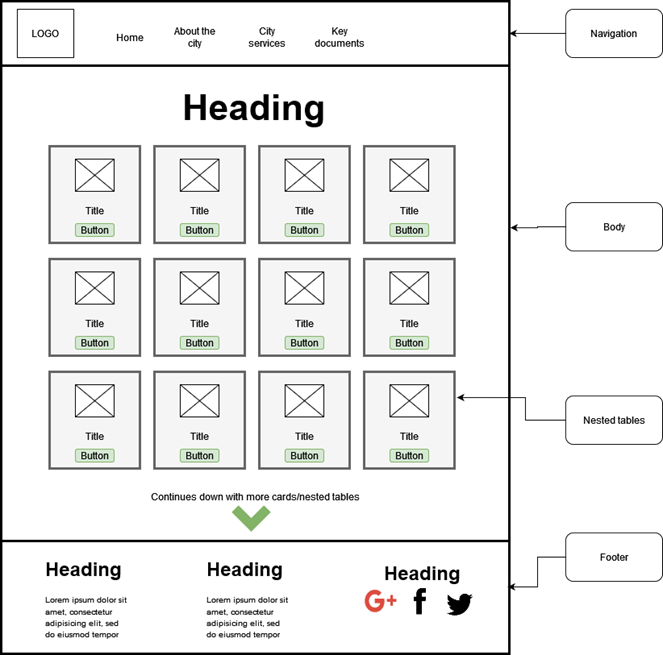 LOGO
Home
About the
city
City
services
Key
documents
Navigation
Heading
Title
Title
Title
Title
Button
Button
Button
Button
Body
Title
Title
Title
Title
Button
Button
Button
Button
Title
Title
Title
Title
Button
Button
Button
Button
Nested tables
Continues down with more cards/nested tables
Heading
Lorem ipsum dolor sit
amet, consectetur
adipisicing elit, sed
do eiusmod tempor
Heading
Lorem ipsum dolor sit
amet, consectetur
adipisicing elit, sed
do eiusmod tempor
Heading
G+
f
Footer